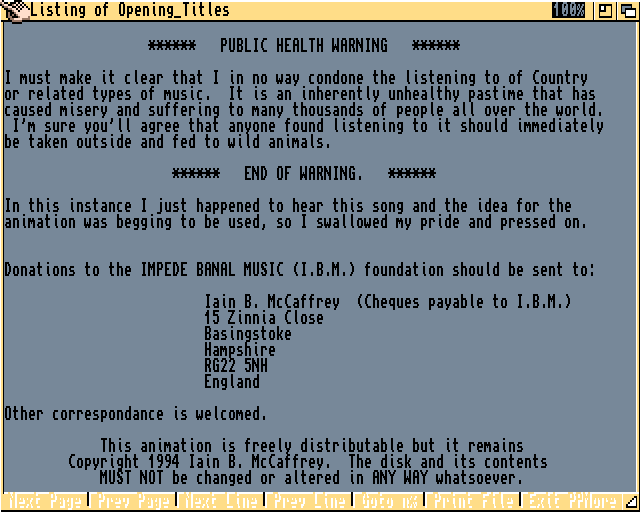 Listing of Opening_Titles 100%
****** PUBLIC HEALTH WARNING ******
I must make it clear that I in no way condone the listening to of Country
or related types of music. It is an inherently unhealthy pastime that has
caused misery and suffering to many thousands of people all over the world.
I'm sure you'll agree that anyone found listening to it should immediately
be taken outside and fed to wild animals.
****** END OF WARNING. ******
In this instance I just happened to hear this song and the idea for the
animation was begging to be used, so I swallowed my pride and pressed on.
Donations to the IMPEDE BANAL MUSIC (I.B.M.) foundation should be sent to:
Iain B. McCaffrey (Cheques payable to I.B.M.)
15 Zinnia Close
Basingstoke
Hampshire
RG22 5NH
England
Other correspondance is welcomed.
This animation is freely distributable but it remains
Copyright 1994 Iain B. McCaffrey. The disk and its contents
MUST NOT be changed or altered in ANY WAY whatsoever.
Next Page Prev Page Next Line Prev Line Goto n% Print File Exit PPMore